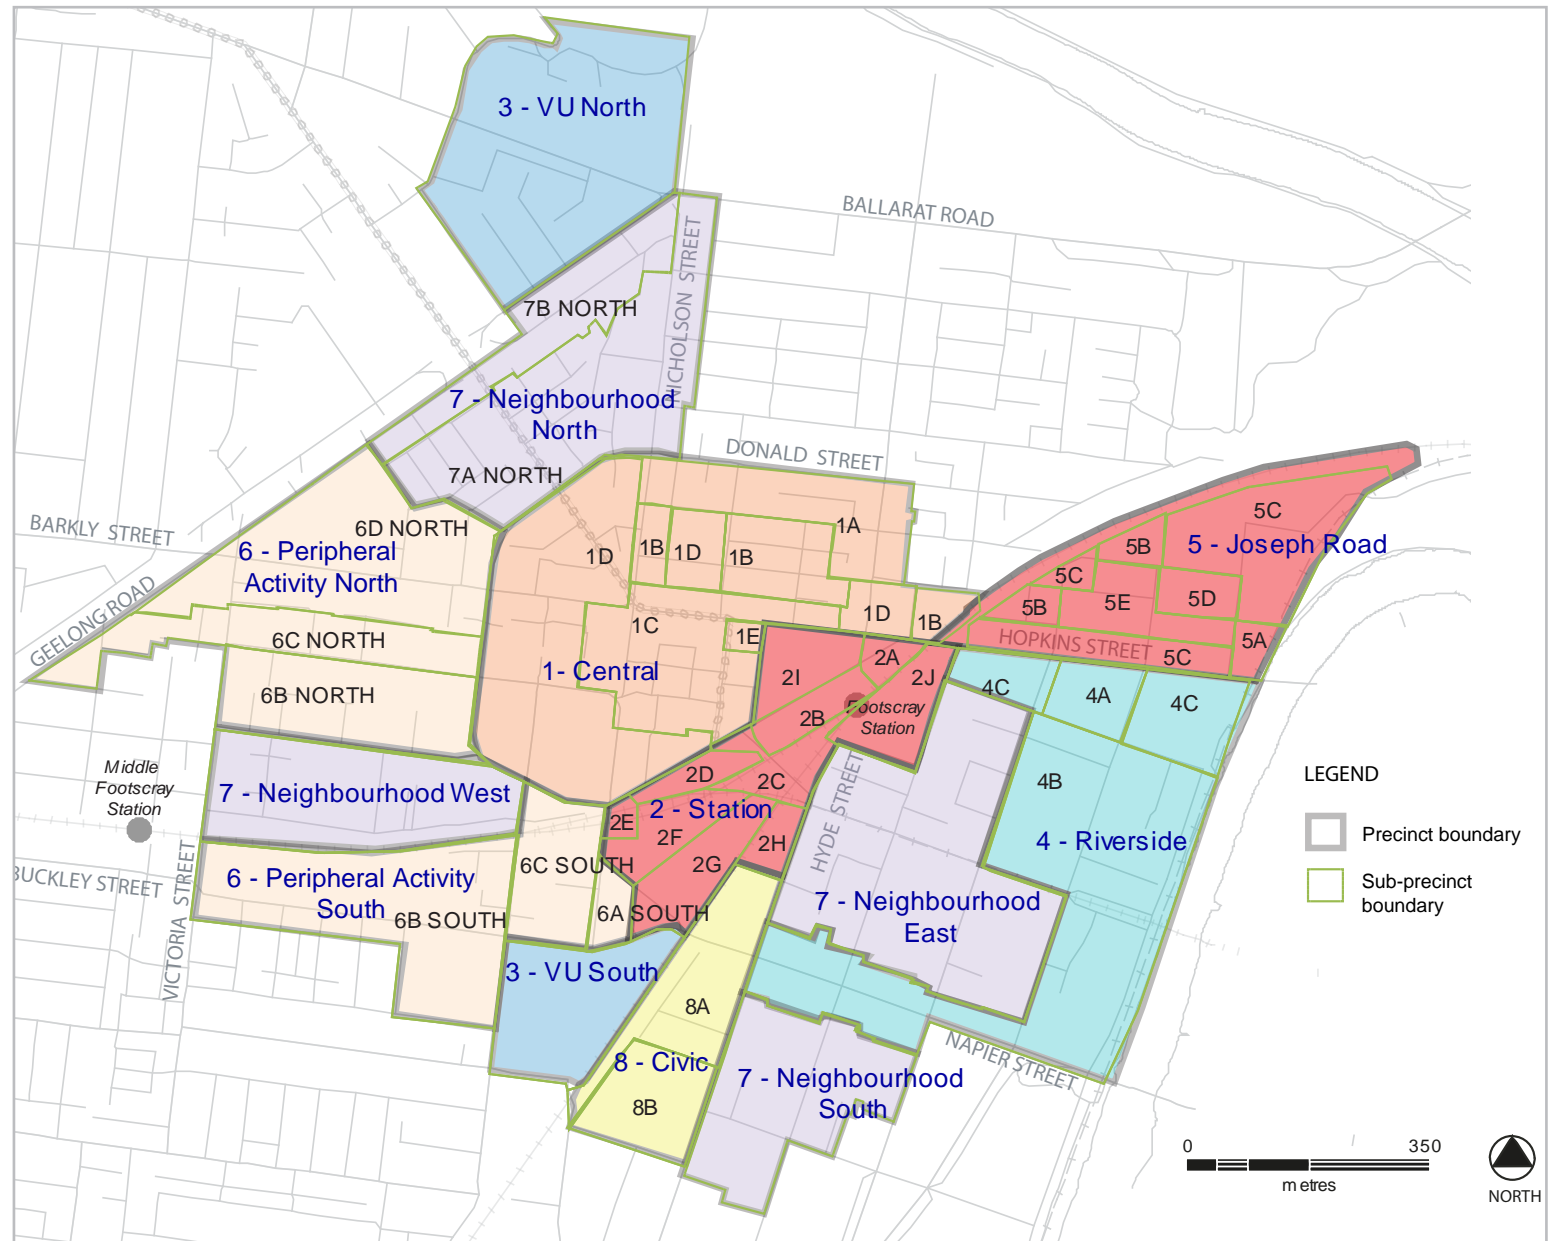 3 - VU North
BALLARAT ROAD
NICHOLSON STREET
7B NORTH
7 - Neighbourhood
North
7A NORTH
DONALD STREET
BARKLY STREET
6D NORTH
6 - Peripheral
Activity North
GEELONG ROAD
6C NORTH
6B NORTH
1A
1D
1B
1D
1B
1C
1E
1D
1B
1- Central
5C
5B
5 - Joseph Road
5C
5B
5E
5D
5A
HOPKINS STREET
5C
2A
2I
2J
2B
Footscray
Station
4C
4A
4C
4B
4 - Riverside
Middle
Footscray
Station
7 - Neighbourhood West
2D
2C
2 - Station
2E
2F
2H
2G
HYDE STREET
BUCKLEY STREET
VICTORIA STREET
6 - Peripheral Activity
South
6B SOUTH
6C SOUTH
6A SOUTH
7 - Neighbourhood
East
3 - VU South
8A
8 - Civic
8B
7 - Neighbourhood
South
NAPIER STREET
LEGEND
Precinct boundary
Sub-precinct
boundary
0 350
metres
NORTH